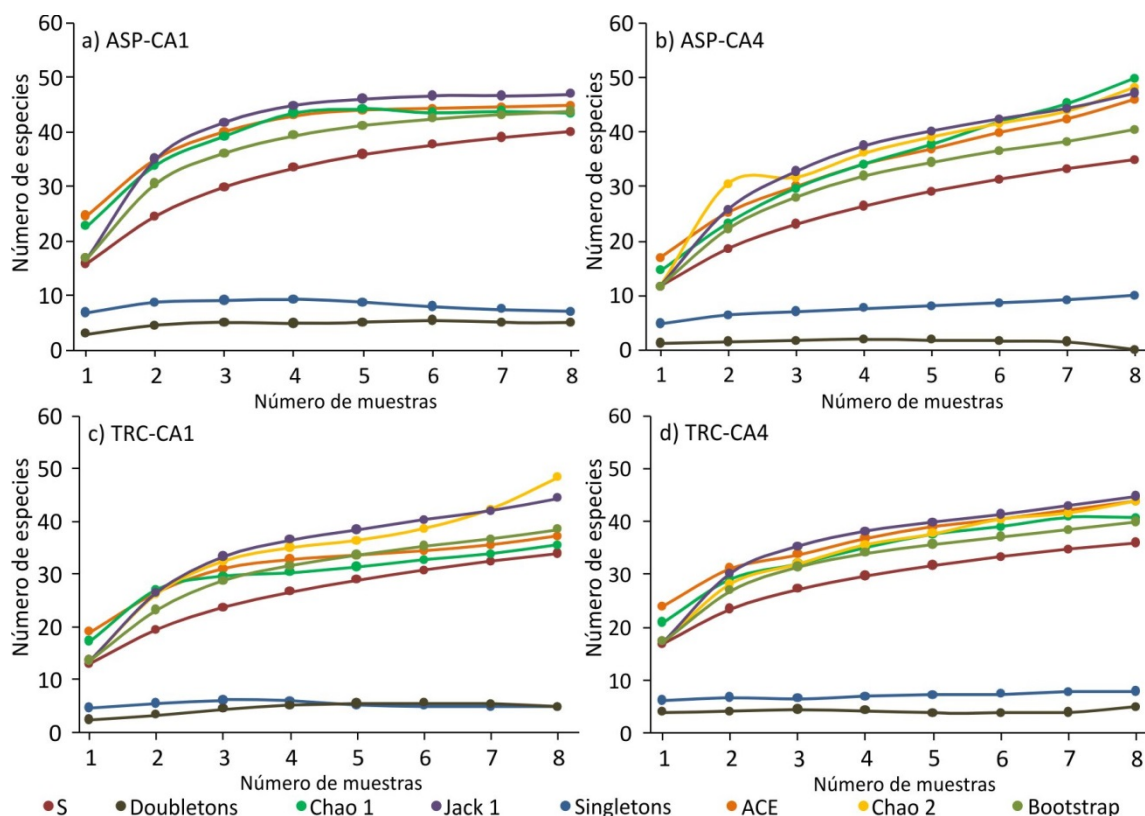 a) ASP-CA1
Número de especies
60
50
40
30
20
10
0
1 2 3 4 5 6 7 8
Número de muestras
b) ASP-CA4
Número de especies
60
50
40
30
20
10
0
1 2 3 4 5 6 7 8
Número de muestras
c) TRC-CA1
Número de especies
60
50
40
30
20
10
0
1 2 3 4 5 6 7 8
Número de muestras
d) TRC-CA4
Número de especies
60
50
40
30
20
10
0
1 2 3 4 5 6 7 8
Número de muestras
S Doubletons Chao 1 Jack 1 Singletons ACE Chao 2 Bootstrap